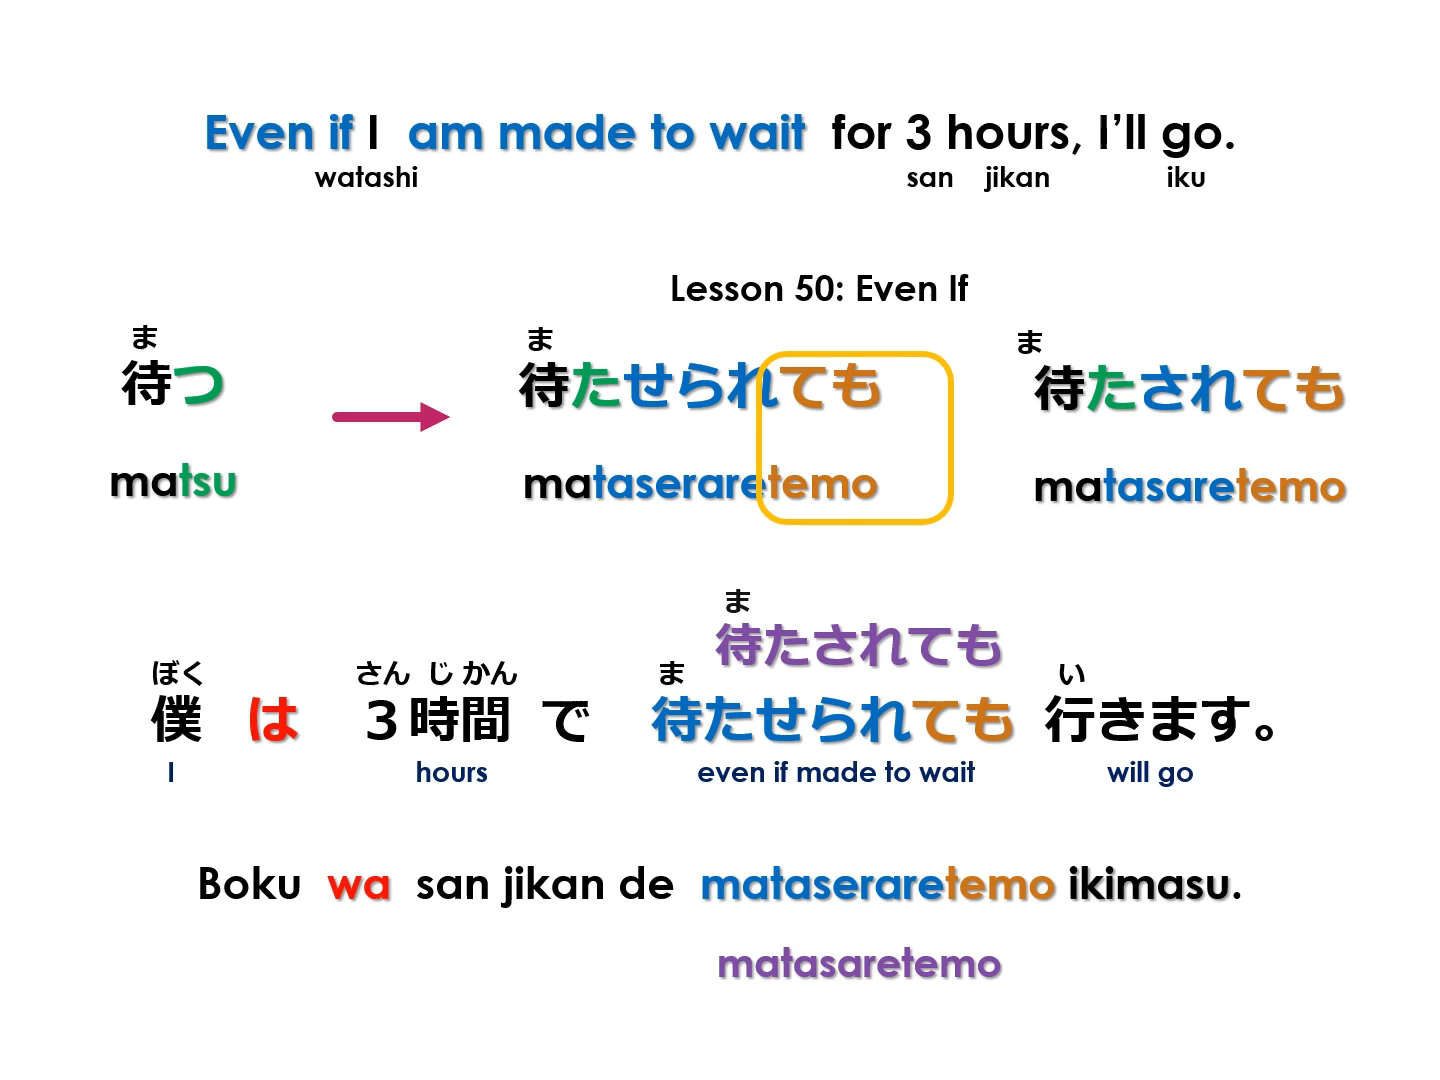 Even if I am made to wait for 3 hours, I'll go.
watashi san jikan iku
Lesson 50: Even If
ま ま ま
待つ 待たせられても 待たされても
matsu mataseraretemo matasaretemo
ま
待たされても
ぼく さん じ かん ま い
僕 は 3時間 で 待たせられても 行きます。
I hours even if made to wait will go
Boku wa san jikan de mataseraretemo ikimasu.
matasaretemo